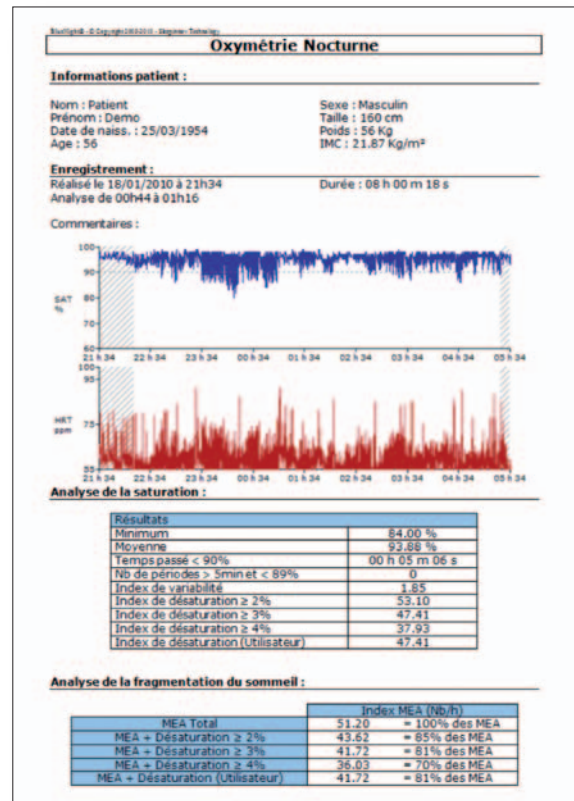 Oxymétrie Nocturne
Informations patient :
Nom : Patient
Prénom : Demo
Date de naiss. : 25/03/1954
Age : 56
Sexe : Masculin
Taille : 160 cm
Poids : 56 Kg
IMC : 21.87 Kg/m²
Enregistrement :
Réalisé le 18/01/2010 à 21h34
Durée : 08 h 00 m 18 s
Analyse de 00h44 à 01h16
Commentaires :
100
90
SAT
80
%
70
60
21 h 34 22 h 34 23 h 34 00 h 34 01 h 34 02 h 34 03 h 34 04 h 34 05 h 34
100
95
HRT
75
ppm
55
21 h 34 22 h 34 23 h 34 00 h 34 01 h 34 02 h 34 03 h 34 04 h 34 05 h 34
Analyse de la saturation :
Résultats
Minimum 84.00 %
Moyenne 93.88 %
Temps passé < 90% 00 h 05 m 06 s
Nb de périodes > 5min et < 89% 0
Index de variabilité 1.85
Index de désaturation ≥ 2% 53.10
Index de désaturation ≥ 3% 47.41
Index de désaturation ≥ 4% 37.93
Index de désaturation (Utilisateur) 47.41
Analyse de la fragmentation du sommeil :
Index MEA (Nb/h)
MEA Total 51.20 = 100% des MEA
MEA + Désaturation ≥ 2% 43.62 = 85% des MEA
MEA + Désaturation ≥ 3% 41.72 = 81% des MEA
MEA + Désaturation ≥ 4% 36.03 = 70% des MEA
MEA + Désaturation (Utilisateur) 41.72 = 81% des MEA